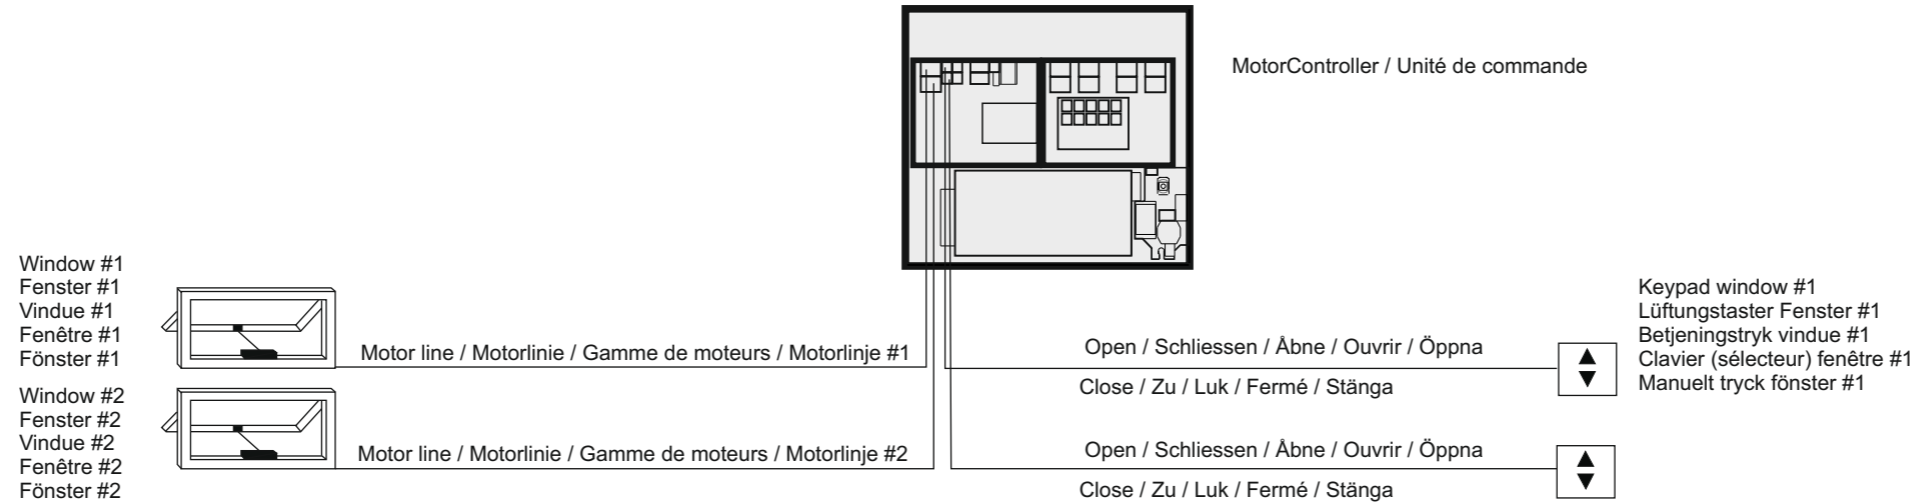 MotorController / Unité de commande
Window #1
Fenster #1
Vindue #1
Fenêtre #1
Fönster #1
Motor line / Motorlinie / Gamme de moteurs / Motorlinje #1
Open / Schliessen / Åbne / Ouvrir / Öppna
Close / Zu / Luk / Fermé / Stänga
Keypad window #1
Lüftungstaster Fenster #1
Betjeningstryk vindue #1
Clavier (sélecteur) fenêtre #1
Manuelt tryck fönster #1
Window #2
Fenster #2
Vindue #2
Fenêtre #2
Fönster #2
Motor line / Motorlinie / Gamme de moteurs / Motorlinje #2
Open / Schliessen / Åbne / Ouvrir / Öppna
Close / Zu / Luk / Fermé / Stänga